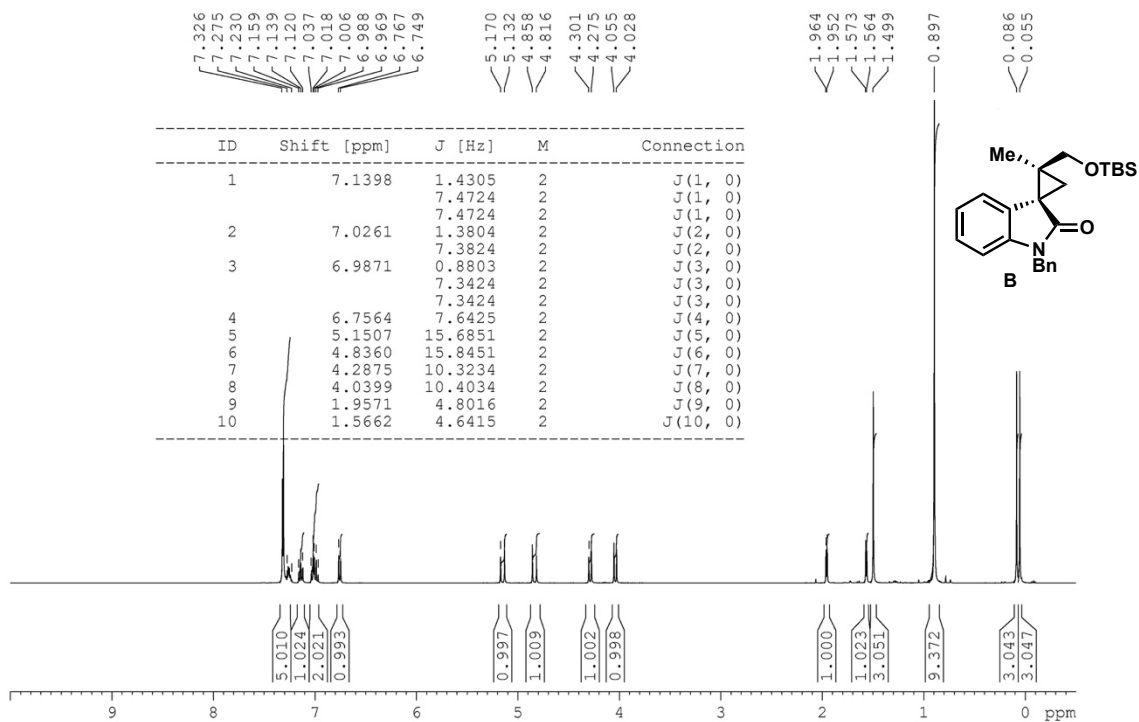 7.326
7.275
7.230
7.159
7.139
7.120
7.037
7.018
7.006
6.988
6.969
6.767
6.749
5.170
5.132
4.858
4.816
4.301
4.275
4.055
4.028
1.964
1.952
1.573
1.564
1.499
0.897
0.086
0.055
ID Shift [ppm] J [Hz] M Connection
1 7.1398 1.4305 2 J(1, 0)
7.4724 2 J(1, 0)
7.4724 2 J(1, 0)
2 7.0261 1.3804 2 J(2, 0)
7.3824 2 J(2, 0)
3 6.9871 0.8803 2 J(3, 0)
7.3424 2 J(3, 0)
7.3424 2 J(3, 0)
4 6.7564 7.6425 2 J(4, 0)
5 5.1507 15.6851 2 J(5, 0)
6 4.8360 15.8451 2 J(6, 0)
7 4.2875 10.3234 2 J(7, 0)
8 4.0399 10.4034 2 J(8, 0)
9 1.9571 4.8016 2 J(9, 0)
10 1.5662 4.6415 2 J(10, 0)
Me
OTBS
O
N
Bn
B
5.010
1.024
2.021
0.993
0.997
1.009
1.002
0.998
1.000
1.023
3.051
9.372
3.043
3.047
9 8 7 6 5 4 3 2 1 0 ppm